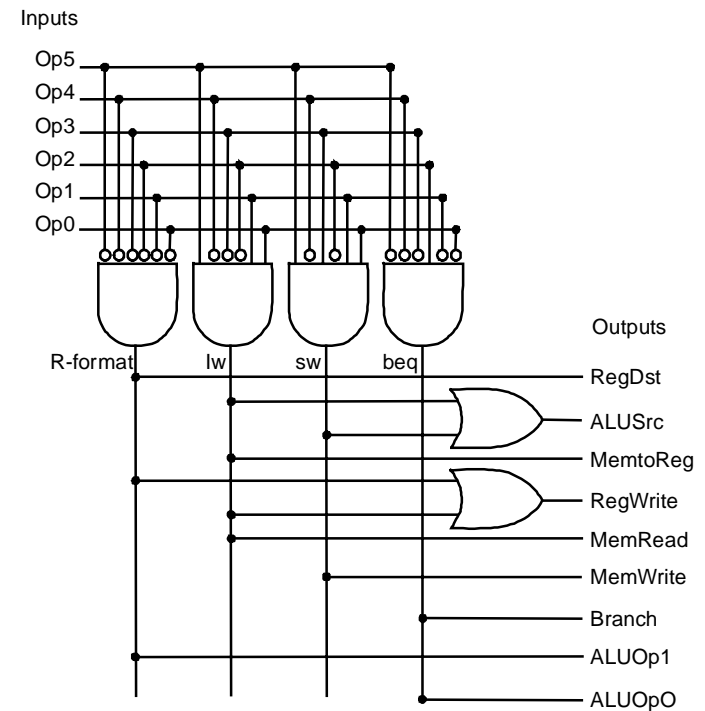 Inputs
Op5
Op4
Op3
Op2
Op1
Op0
Outputs
R-format
lw
sw
beq
RegDst
ALUSrc
MemtoReg
RegWrite
MemRead
MemWrite
Branch
ALUOp1
ALUOpO